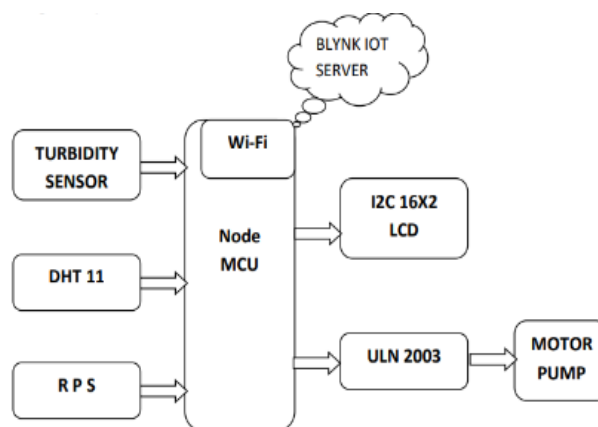 BLYNK IOT
SERVER
Wi-Fi
TURBIDITY
SENSOR
I2C 16X2
LCD
Node
MCU
DHT 11
ULN 2003
MOTOR
PUMP
R P S